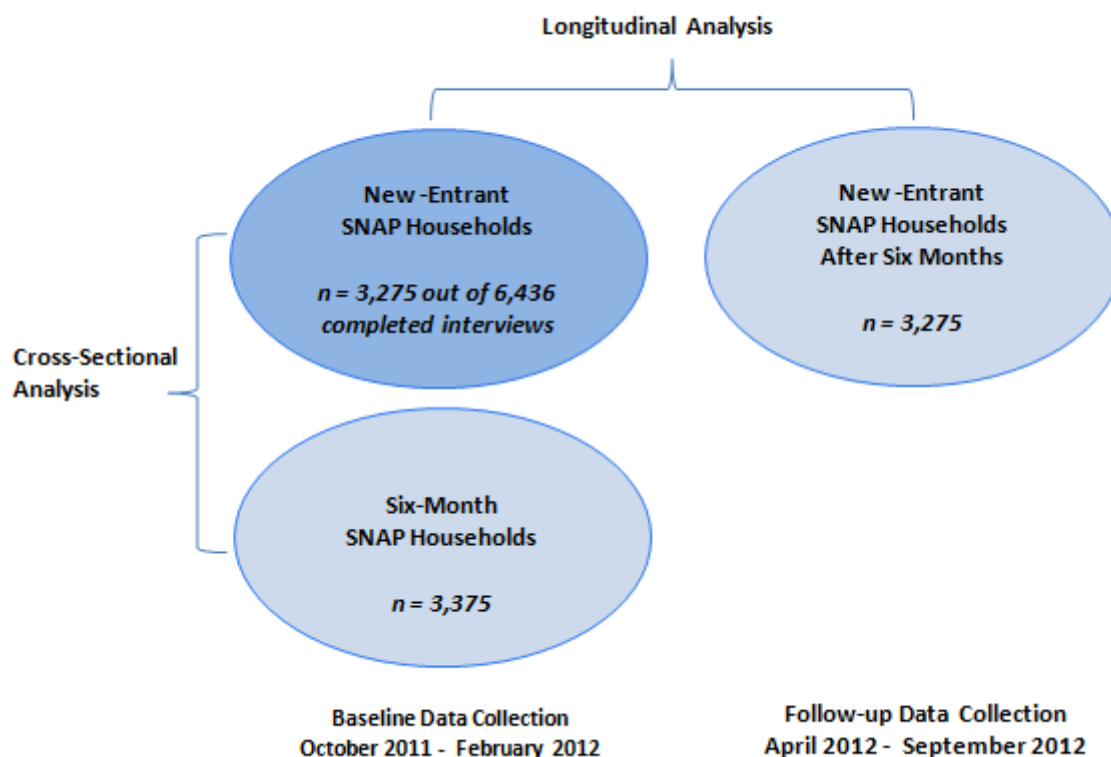 Longitudinal Analysis
New -Entrant
SNAP Households
n = 3,275 out of 6,436
completed interviews
New -Entrant
SNAP Households
After Six Months
n = 3,275
Cross-Sectional
Analysis
Six-Month
SNAP Households
n = 3,375
Baseline Data Collection
October 2011 - February 2012
Follow-up Data Collection
April 2012 - September 2012